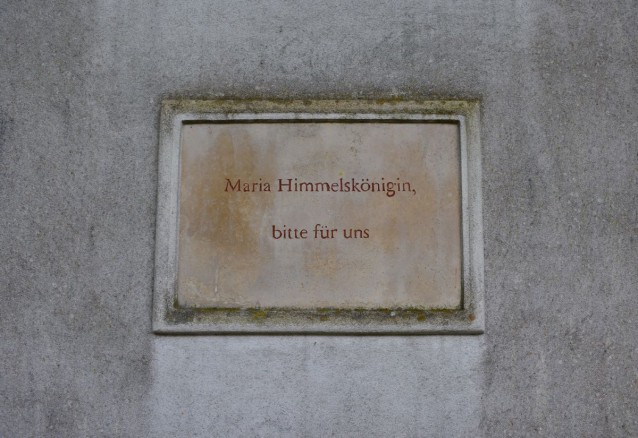 Maria Himmelskönigin,
bitte für uns